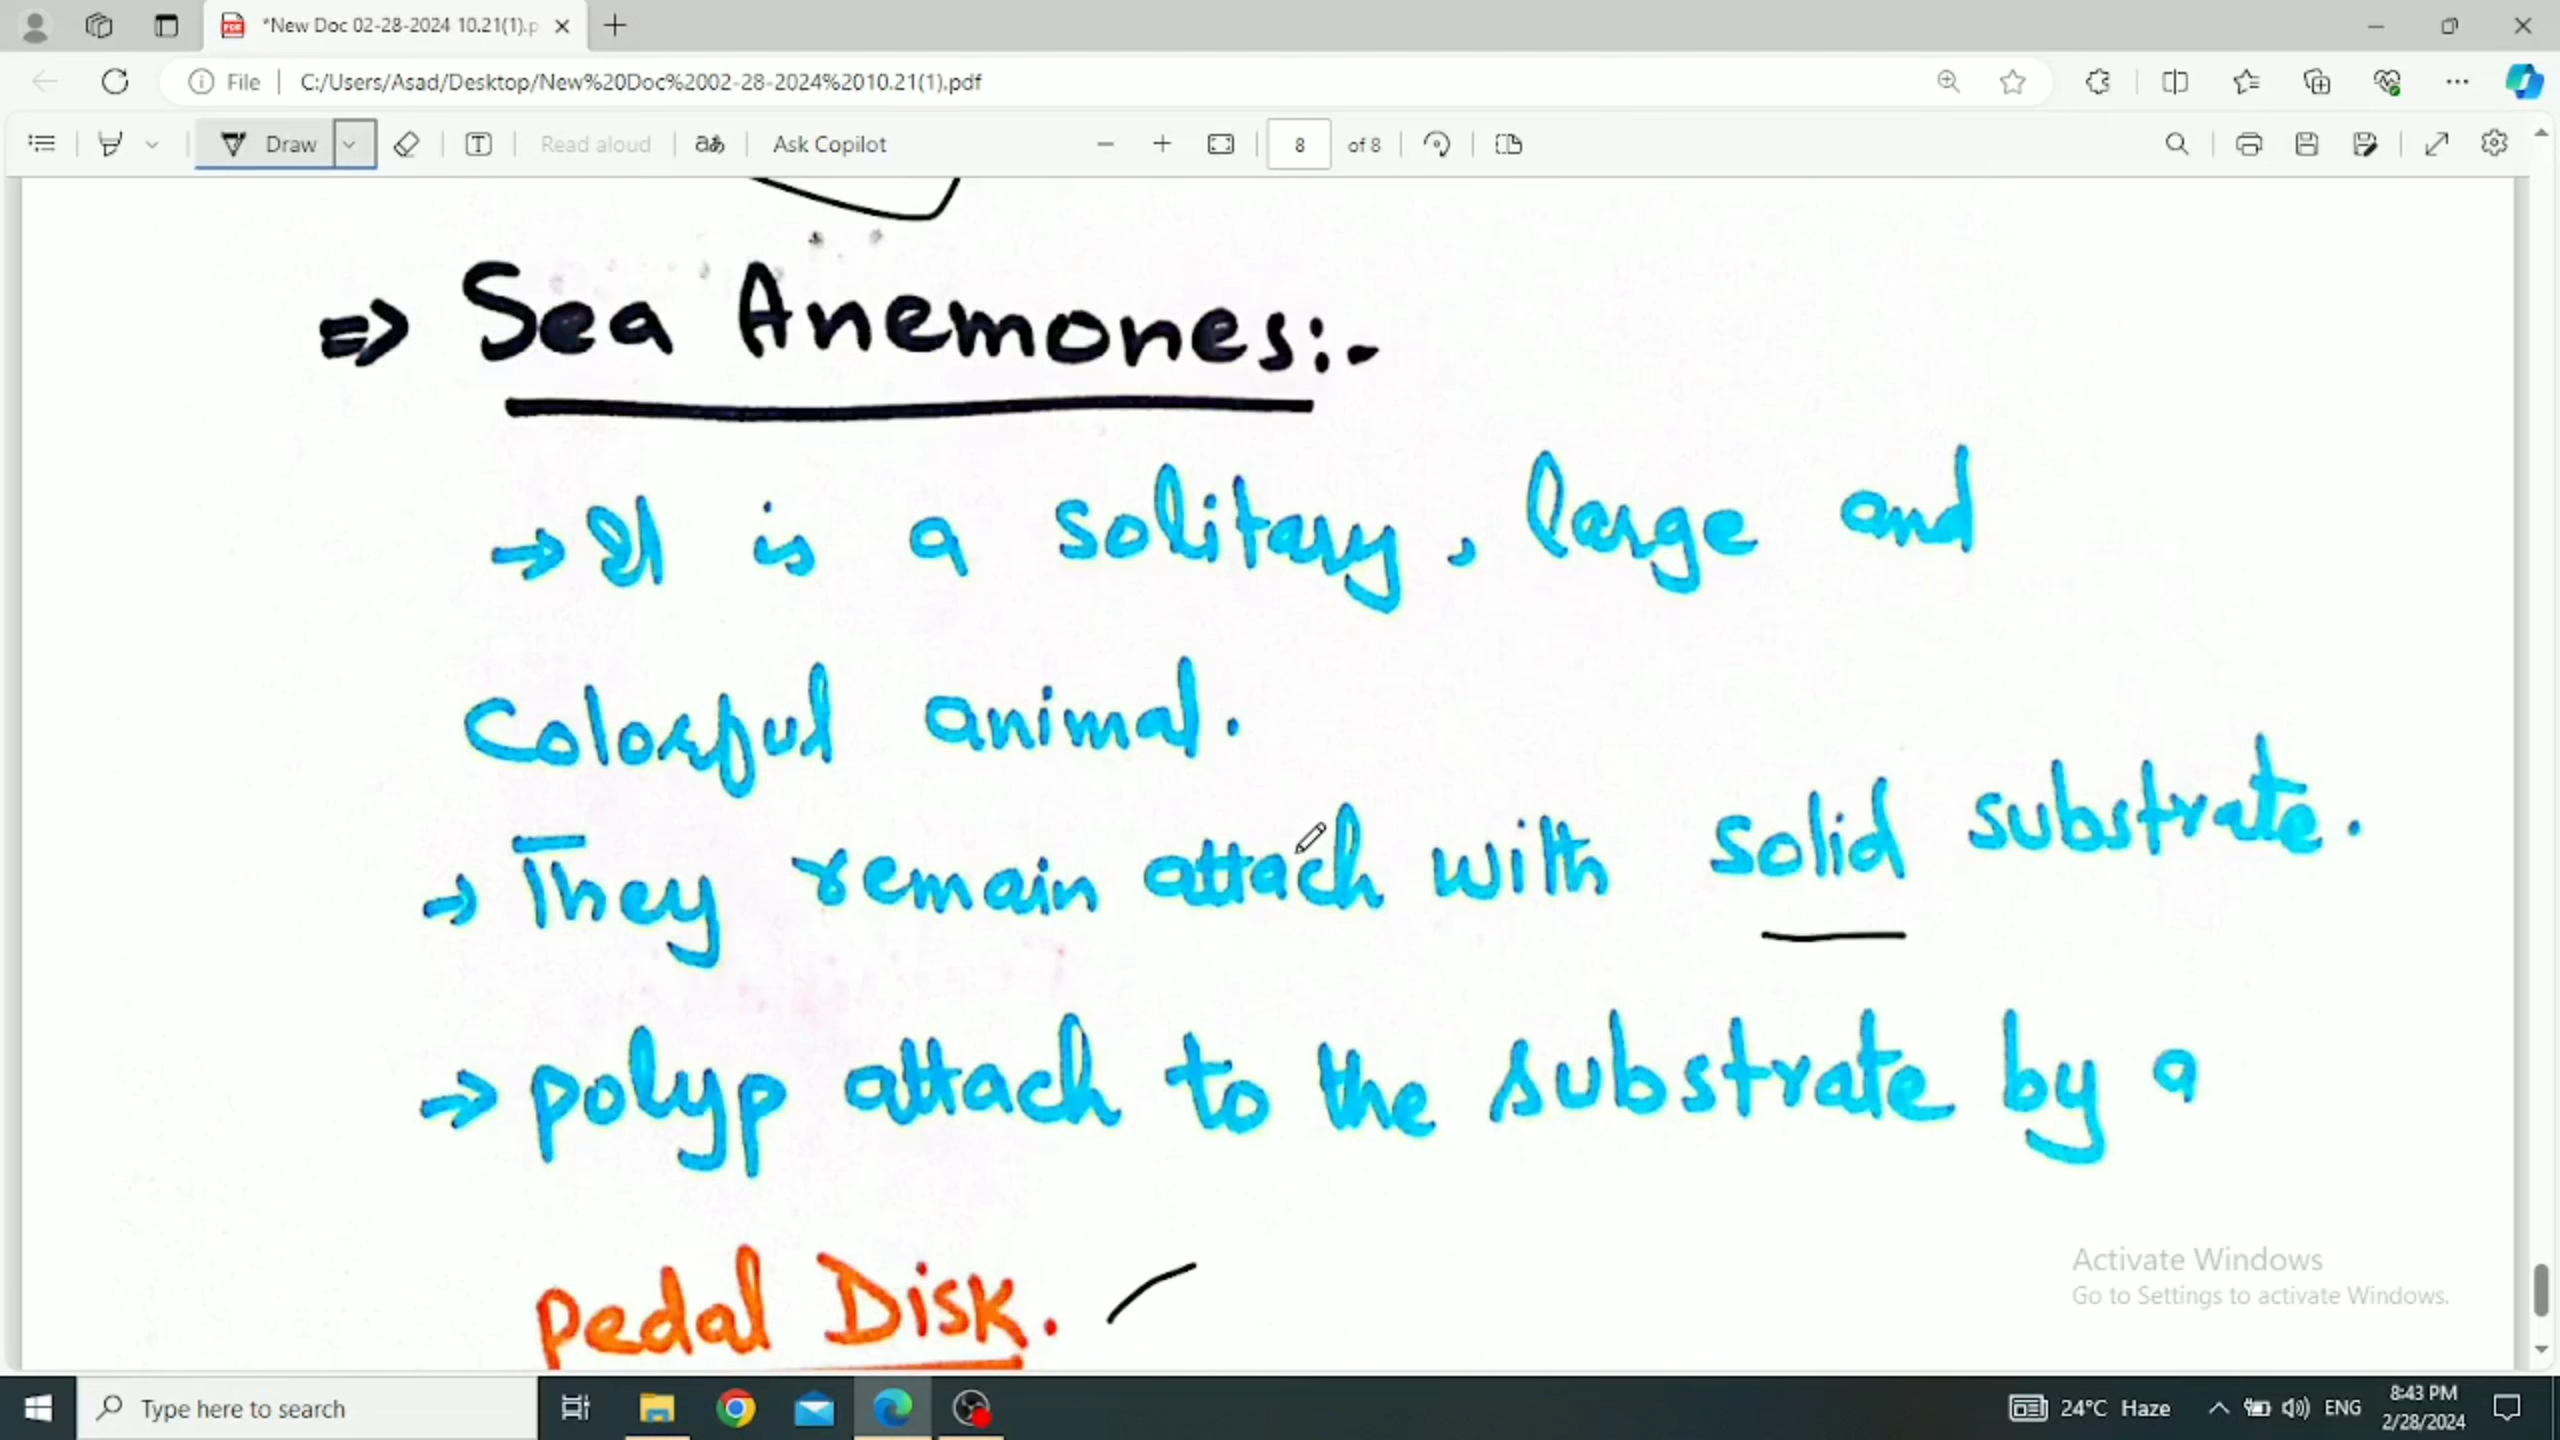 *New Doc 02-28-2024 10.21(1).p
File C:/Users/Asad/Desktop/New%20Doc%2002-28-2024%2010.21(1).pdf
Draw Read aloud aあ Ask Copilot 8 of 8
⇒ Sea Anemones:-
→ It is a solitary, large and
Colorful animal.
→ They remain attach with solid substrate.
→ polyp attach to the substrate by a
pedal Disk.
Activate Windows
Go to Settings to activate Windows.
Type here to search
24°C Haze ENG 8:43 PM
2/28/2024